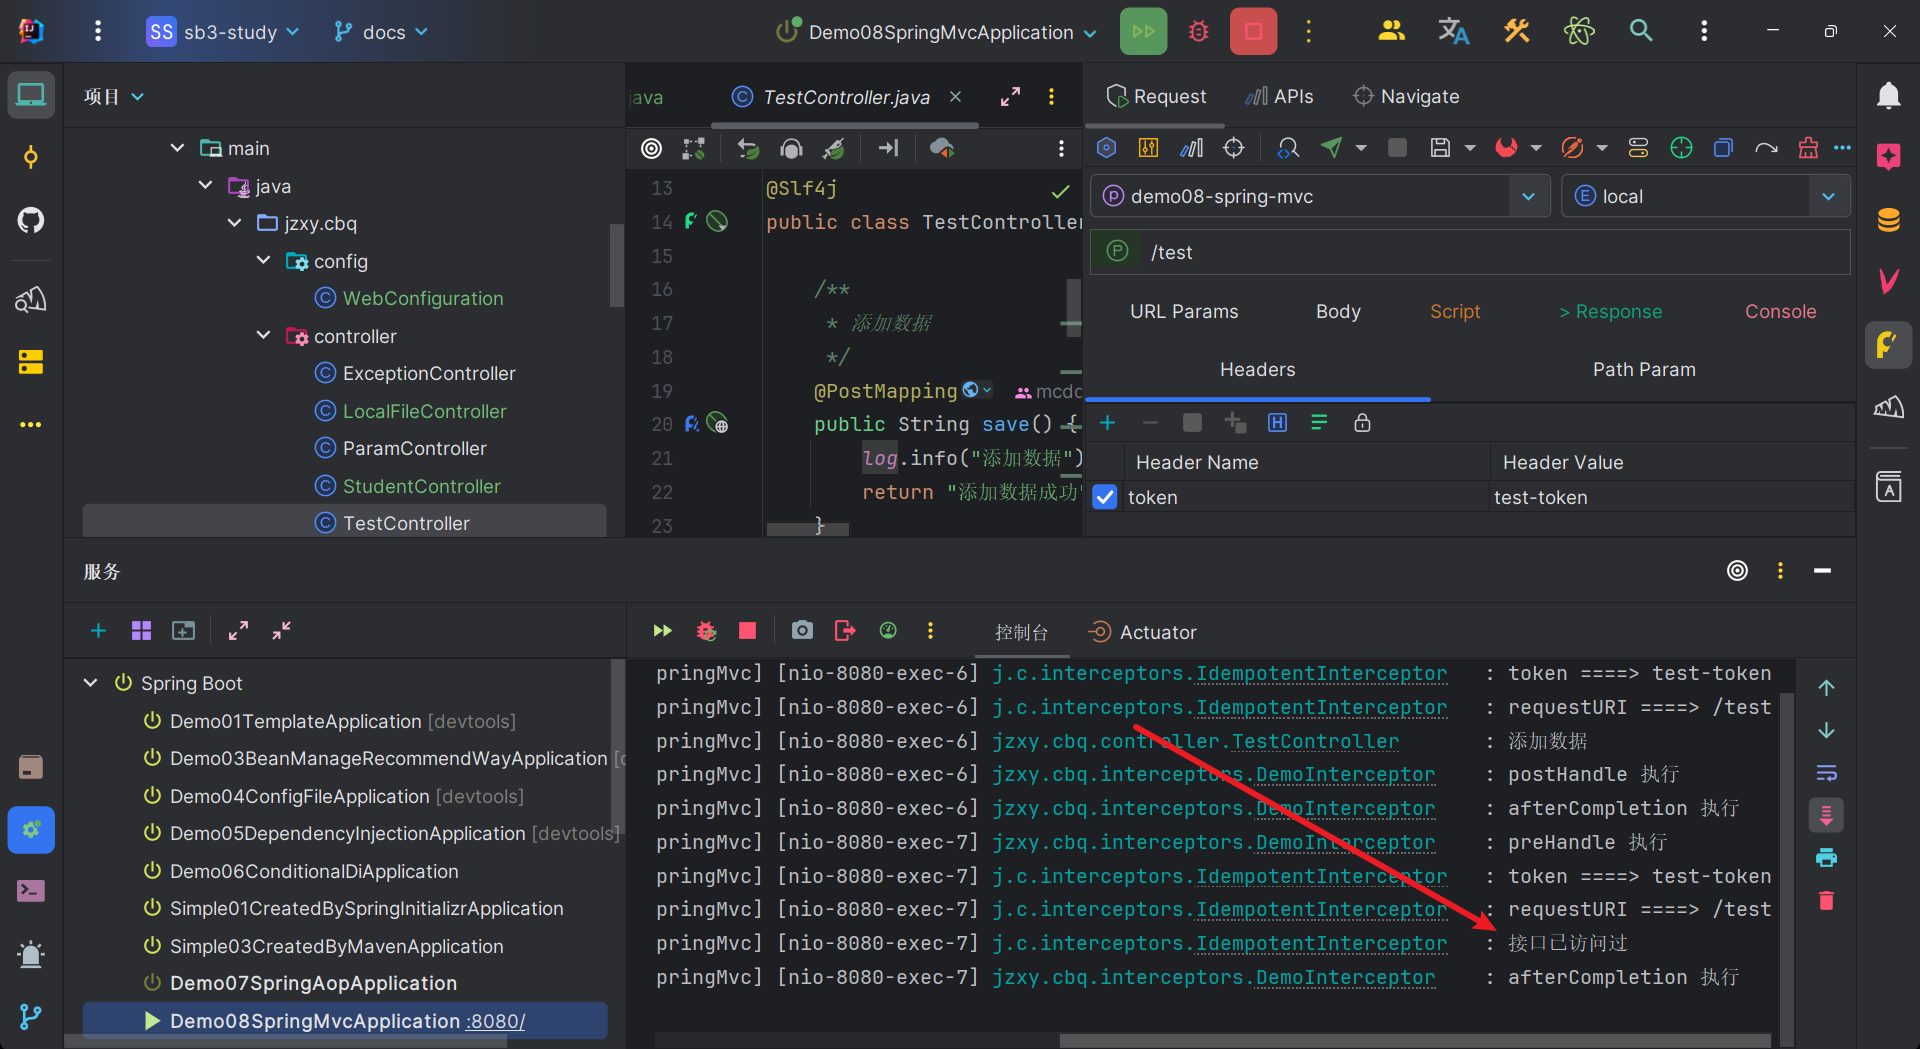 SS sb3-study docs Demo08SpringMvcApplication
项目
main
java
jzxy.cbq
config
WebConfiguration
controller
ExceptionController
LocalFileController
ParamController
StudentController
TestController
java TestController.java
13 @Slf4j
14 public class TestController
15
16 /**
17 * 添加数据
18 */
19 @PostMapping
20 public String save() {
21 log.info("添加数据")
22 return "添加数据成功"
23 }
Request APIs Navigate
demo08-spring-mvc local
/test
URL Params Body Script > Response Console
Headers Path Param
Header Name Header Value
token test-token
服务
控制台 Actuator
Spring Boot
Demo01TemplateApplication [devtools]
Demo03BeanManageRecommendWayApplication
Demo04ConfigFileApplication [devtools]
Demo05DependencyInjectionApplication [devtools]
Demo06ConditionalDiApplication
Simple01CreatedBySpringInitializrApplication
Simple03CreatedByMavenApplication
Demo07SpringAopApplication
Demo08SpringMvcApplication :8080/
pringMvc] [nio-8080-exec-6] j.c.interceptors.IdempotentInterceptor : token ====> test-token
pringMvc] [nio-8080-exec-6] j.c.interceptors.IdempotentInterceptor : requestURI ====> /test
pringMvc] [nio-8080-exec-6] jzxy.cbq.controller.TestController : 添加数据
pringMvc] [nio-8080-exec-6] jzxy.cbq.interceptors.DemoInterceptor : postHandle 执行
pringMvc] [nio-8080-exec-6] jzxy.cbq.interceptors.DemoInterceptor : afterCompletion 执行
pringMvc] [nio-8080-exec-7] jzxy.cbq.interceptors.DemoInterceptor : preHandle 执行
pringMvc] [nio-8080-exec-7] j.c.interceptors.IdempotentInterceptor : token ====> test-token
pringMvc] [nio-8080-exec-7] j.c.interceptors.IdempotentInterceptor : requestURI ====> /test
pringMvc] [nio-8080-exec-7] j.c.interceptors.IdempotentInterceptor : 接口已访问过
pringMvc] [nio-8080-exec-7] jzxy.cbq.interceptors.DemoInterceptor : afterCompletion 执行